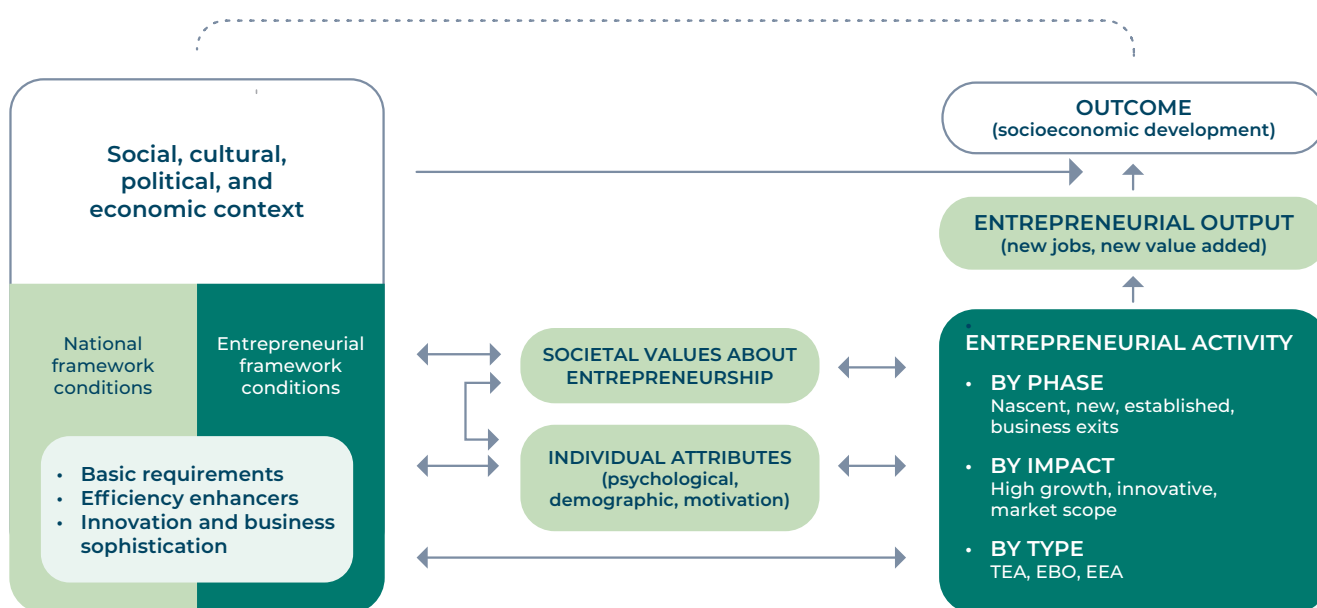 Social, cultural,
political, and
economic context
National
framework
conditions
Entrepreneurial
framework
conditions
• Basic requirements
• Efficiency enhancers
• Innovation and business
sophistication
SOCIETAL VALUES ABOUT
ENTREPRENEURSHIP
INDIVIDUAL ATTRIBUTES
(psychological,
demographic, motivation)
OUTCOME
(socioeconomic development)
ENTREPRENEURIAL OUTPUT
(new jobs, new value added)
ENTREPRENEURIAL ACTIVITY
• BY PHASE
Nascent, new, established,
business exits
• BY IMPACT
High growth, innovative,
market scope
• BY TYPE
TEA, EBO, EEA